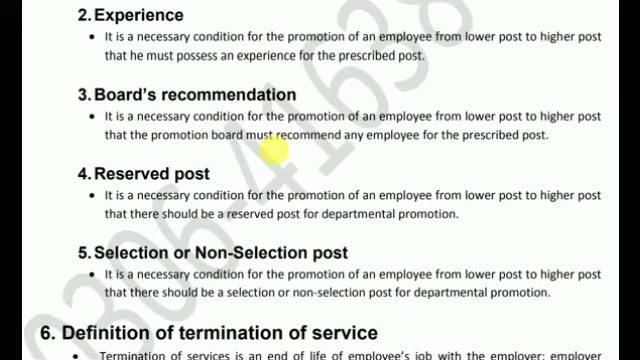 2. Experience
• It is a necessary condition for the promotion of an employee from lower post to higher post
that he must possess an experience for the prescribed post.
3. Board's recommendation
• It is a necessary condition for the promotion of an employee from lower post to higher post
that the promotion board must recommend any employee for the prescribed post.
4. Reserved post
• It is a necessary condition for the promotion of an employee from lower post to higher post
that there should be a reserved post for departmental promotion.
5. Selection or Non-Selection post
• It is a necessary condition for the promotion of an employee from lower post to higher post
that there should be a selection or non-selection post for departmental promotion.
6. Definition of termination of service
• Termination of services is an end of life of employee's job with the employer; employer